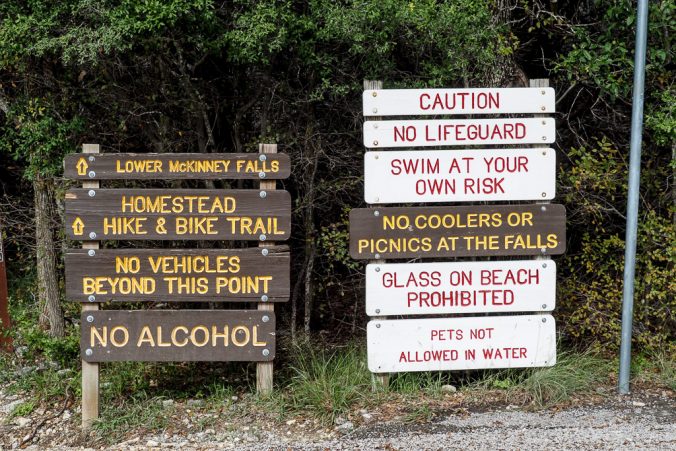 LOWER McKINNEY FALLS
HOMESTEAD
HIKE & BIKE TRAIL
NO VEHICLES
BEYOND THIS POINT
NO ALCOHOL
CAUTION
NO LIFEGUARD
SWIM AT YOUR
OWN RISK
NO COOLERS OR
PICNICS AT THE FALLS
GLASS ON BEACH
PROHIBITED
PETS NOT
ALLOWED IN WATER